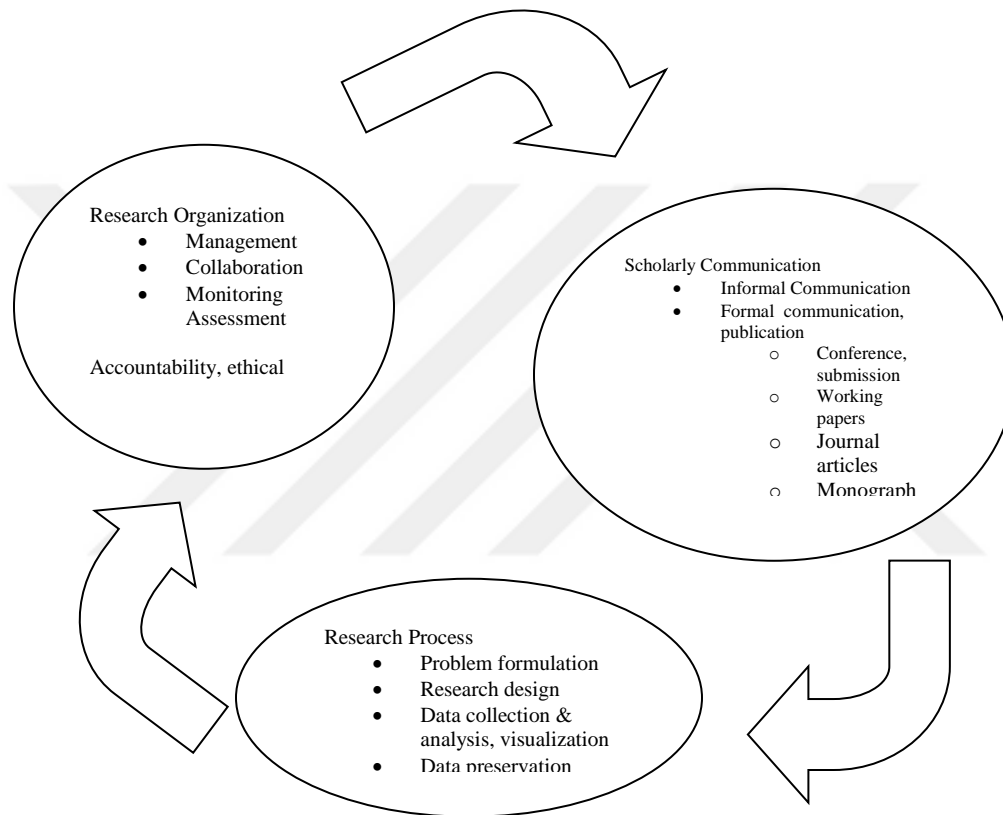 Research Organization
• Management
• Collaboration
• Monitoring
Assessment
Accountability, ethical
Scholarly Communication
• Informal Communication
• Formal communication,
publication
o Conference,
submission
o Working
papers
o Journal
articles
o Monograph
Research Process
• Problem formulation
• Research design
• Data collection &
analysis, visualization
• Data preservation